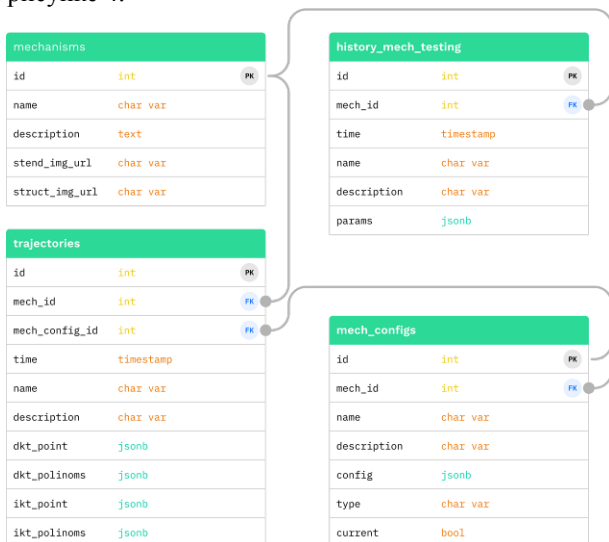 рисунке 4.
mechanisms
id int PK
name char var
description text
stend_img_url char var
struct_img_url char var
history_mech_testing
id int PK
mech_id int FK
time timestamp
name char var
description char var
params jsonb
trajectories
id int PK
mech_id int FK
mech_config_id int FK
time timestamp
name char var
description char var
dkt_point jsonb
dkt_polinoms jsonb
ikt_point jsonb
ikt_polinoms jsonb
mech_configs
id int PK
mech_id int FK
name char var
description char var
config jsonb
type char var
current bool